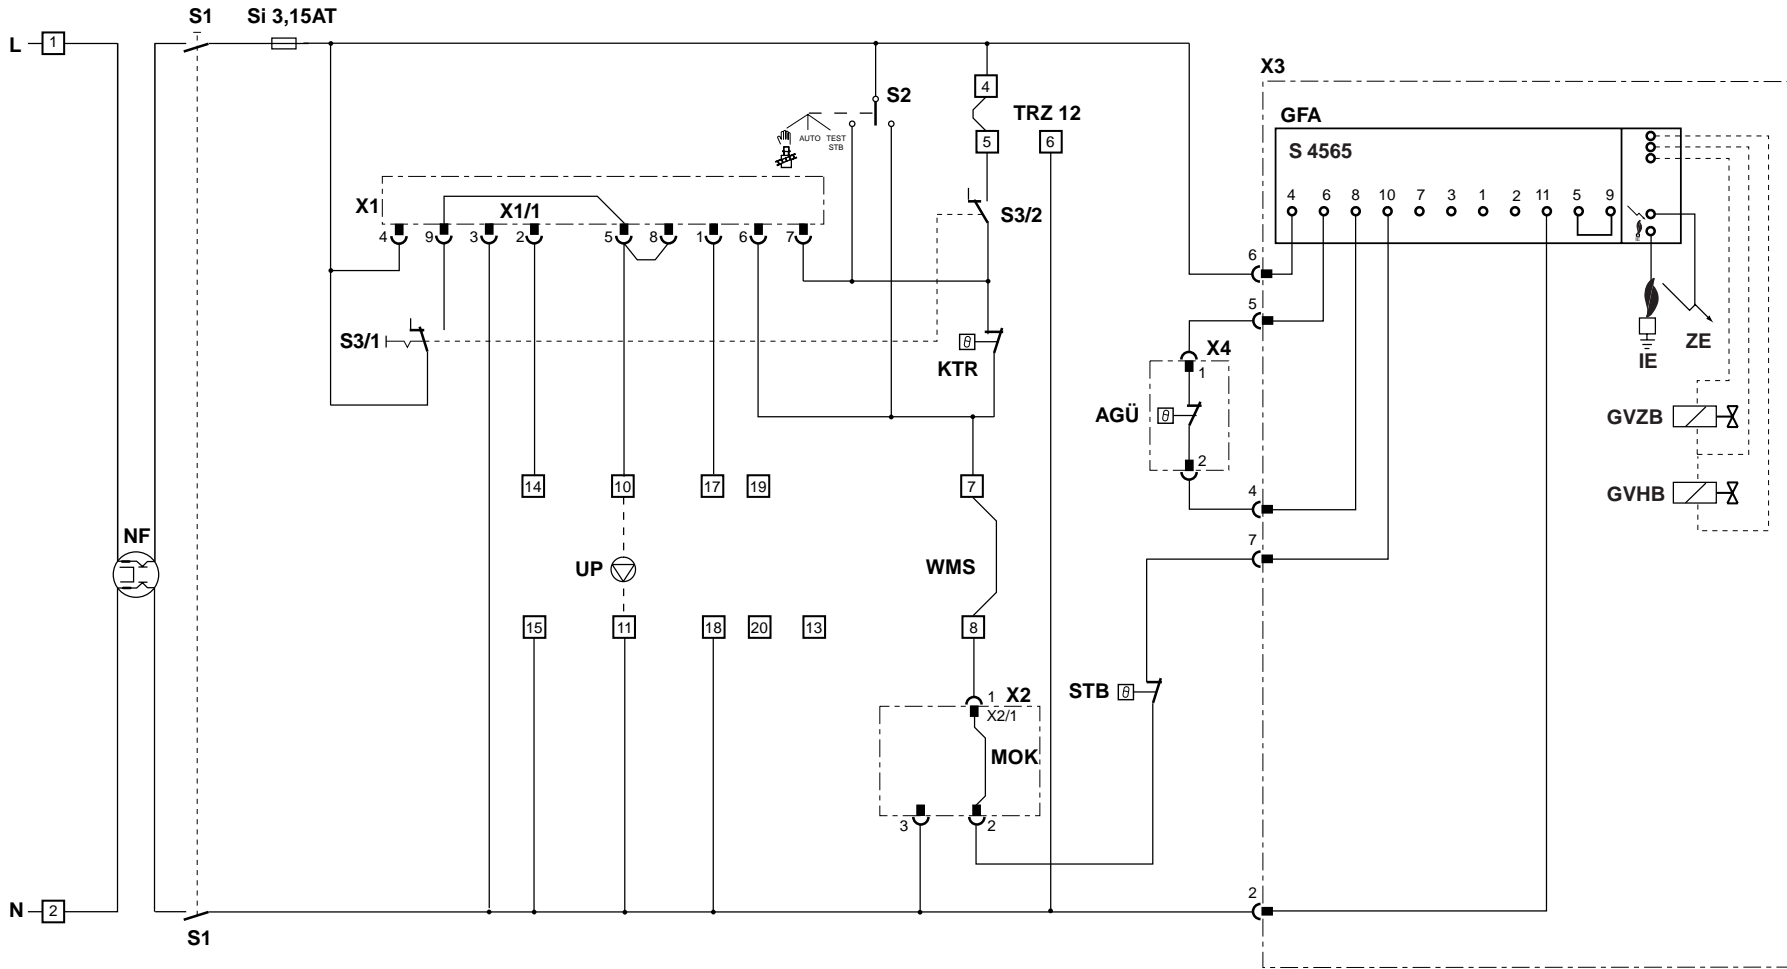 S1 Si 3,15AT
L 1
X3
4
S2
TRZ 12
GFA
5 6
S 4565
AUTO TEST
STB
4 6 8 10 7 3 1 2 11 5 9
X1 X1/1
S3/2
4 9 3 2 5 8 1 6 7
6
5
S3/1
θ
KTR
X4
1
ZE
IE
AGÜ θ
GVZB
2
14 10 17 19 7
4
GVHB
NF
7
UP
WMS
15 11 18 20 13 8
STB θ
1 X2
X2/1
MOK
3 2
2
N 2
S1